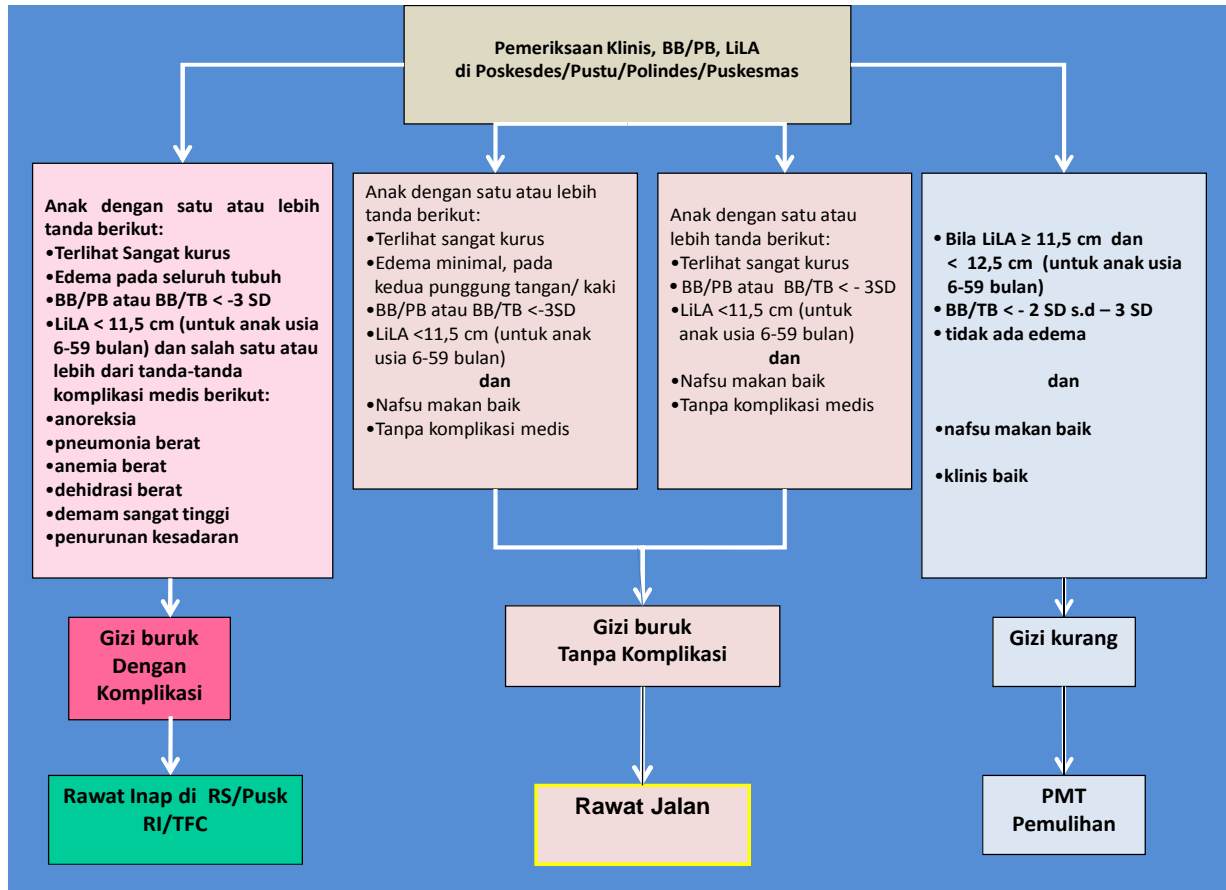 Pemeriksaan Klinis, BB/PB, LiLA
di Poskesdes/Pustu/Polindes/Puskesmas
Anak dengan satu atau lebih
tanda berikut:
•Terlihat Sangat kurus
•Edema pada seluruh tubuh
•BB/PB atau BB/TB < -3 SD
•LiLA < 11,5 cm (untuk anak usia
6-59 bulan) dan salah satu atau
lebih dari tanda-tanda
komplikasi medis berikut:
•anoreksia
•pneumonia berat
•anemia berat
•dehidrasi berat
•demam sangat tinggi
•penurunan kesadaran
Anak dengan satu atau lebih
tanda berikut:
•Terlihat sangat kurus
•Edema minimal, pada
kedua punggung tangan/ kaki
•BB/PB atau BB/TB <-3SD
•LiLA <11,5 cm (untuk anak
usia 6-59 bulan)
dan
•Nafsu makan baik
•Tanpa komplikasi medis
Anak dengan satu atau
lebih tanda berikut:
•Terlihat sangat kurus
•BB/PB atau BB/TB < - 3SD
•LiLA <11,5 cm (untuk
anak usia 6-59 bulan)
dan
•Nafsu makan baik
•Tanpa komplikasi medis
• Bila LiLA ≥ 11,5 cm dan
< 12,5 cm (untuk anak usia
6-59 bulan)
• BB/TB < - 2 SD s.d – 3 SD
• tidak ada edema
dan
•nafsu makan baik
•klinis baik
Gizi buruk
Dengan
Komplikasi
Gizi buruk
Tanpa Komplikasi
Gizi kurang
Rawat Inap di RS/Pusk
RI/TFC
Rawat Jalan
PMT
Pemulihan